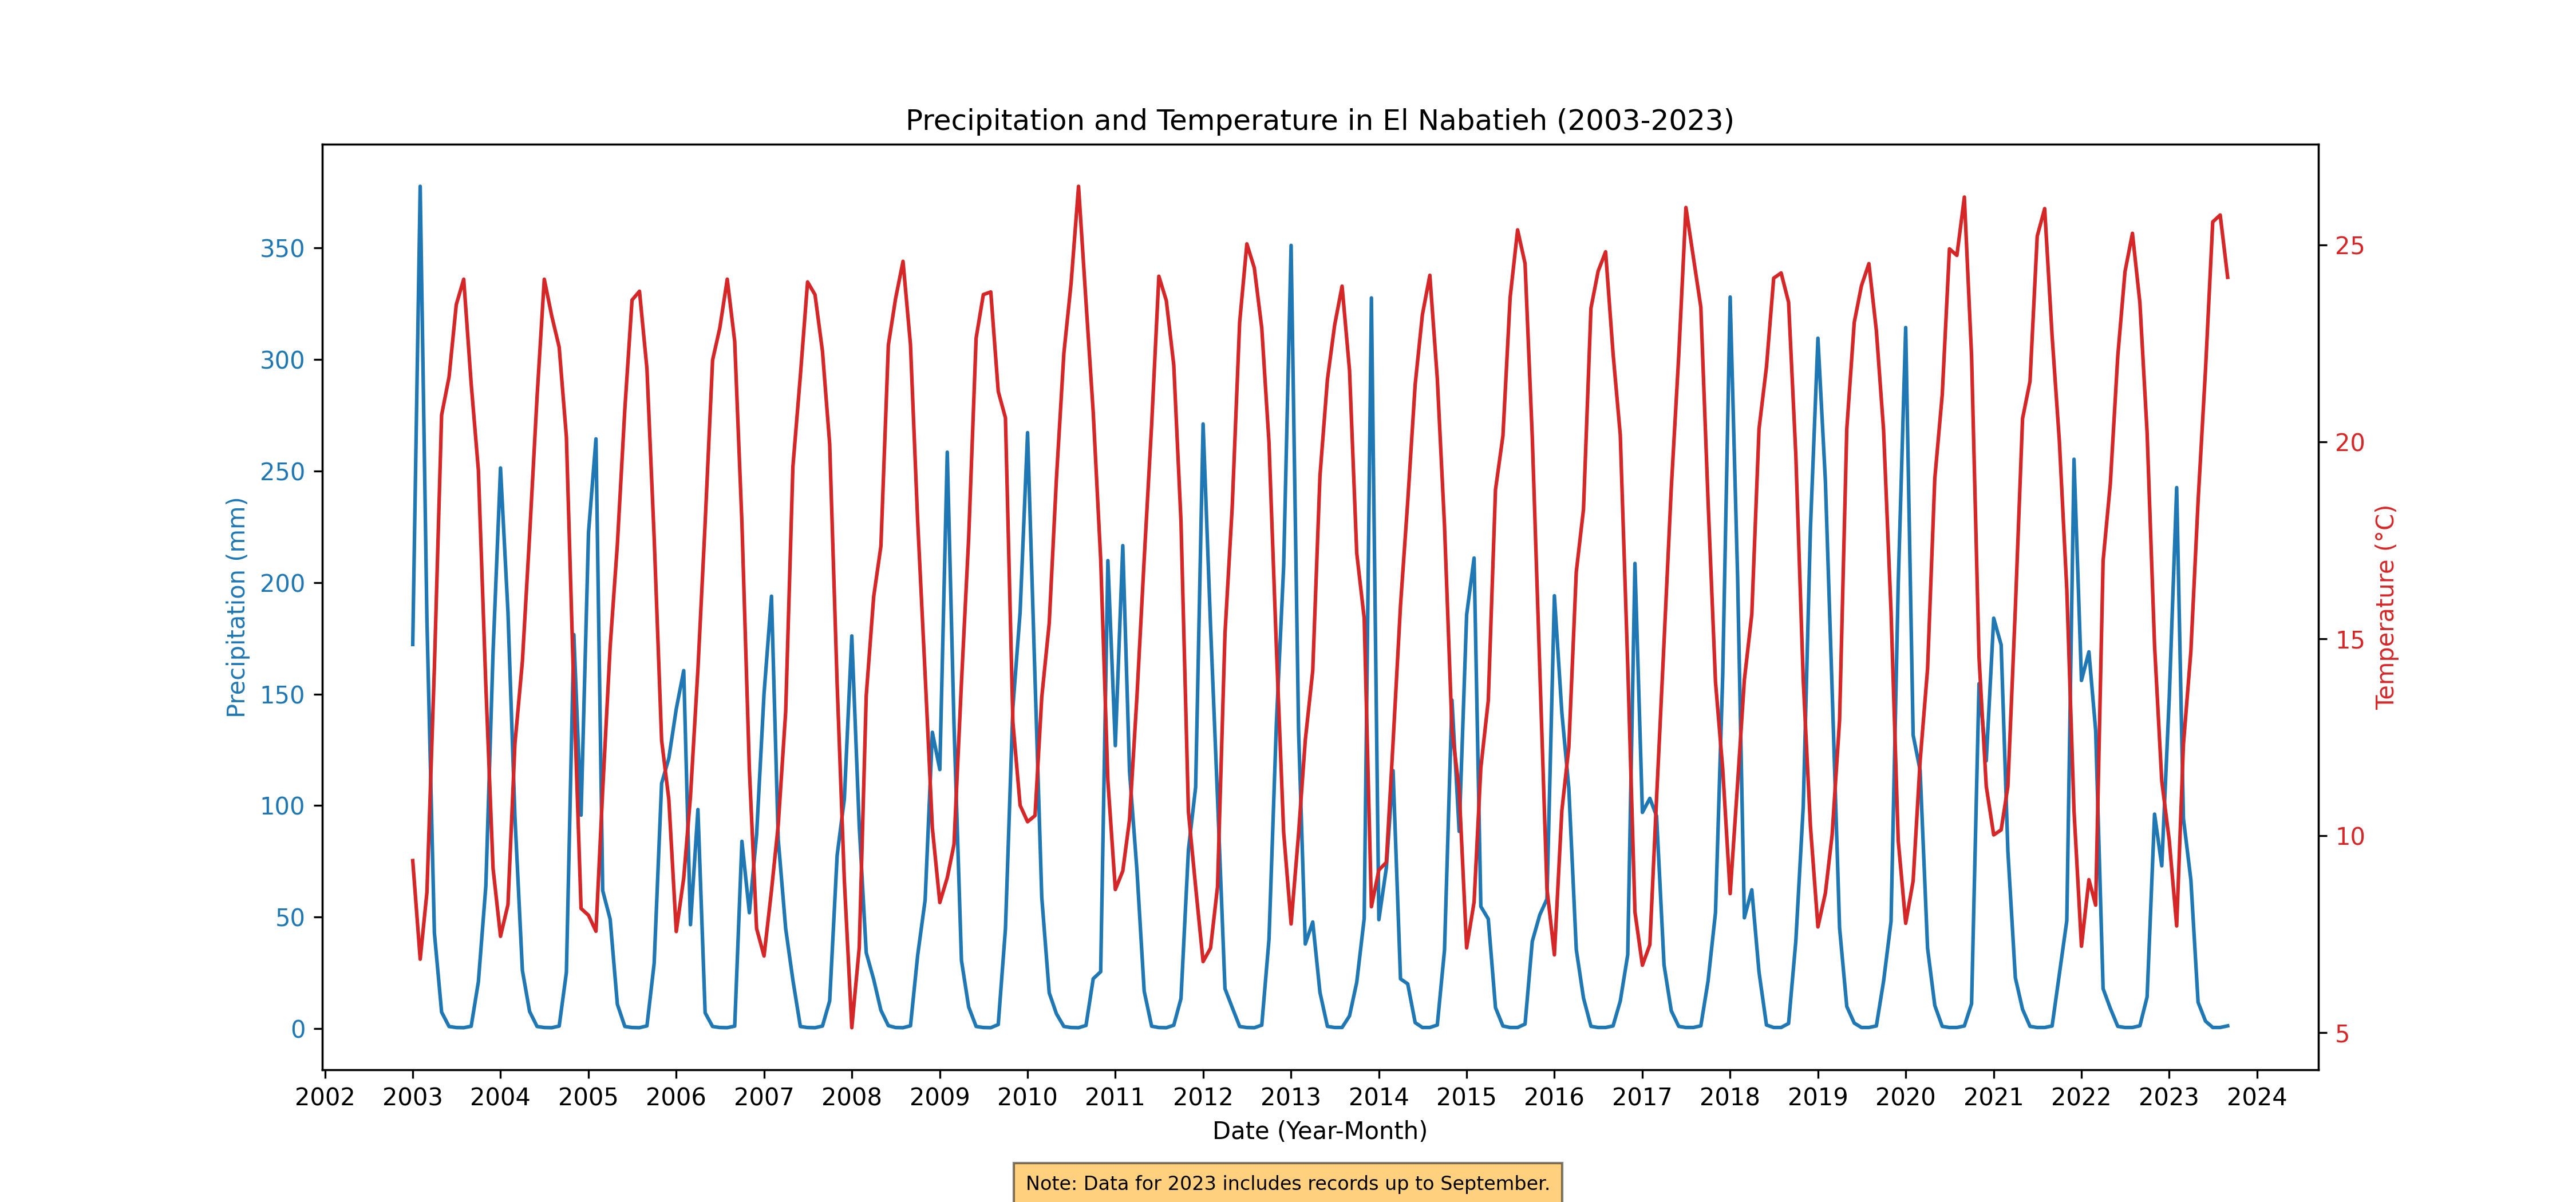 Precipitation and Temperature in El Nabatieh (2003-2023)
Precipitation (mm)
350
300
250
200
150
100
50
0
25
20
15
10
5
Temperature (°C)
2002 2003 2004 2005 2006 2007 2008 2009 2010 2011 2012 2013 2014 2015 2016 2017 2018 2019 2020 2021 2022 2023 2024
Date (Year-Month)
Note: Data for 2023 includes records up to September.